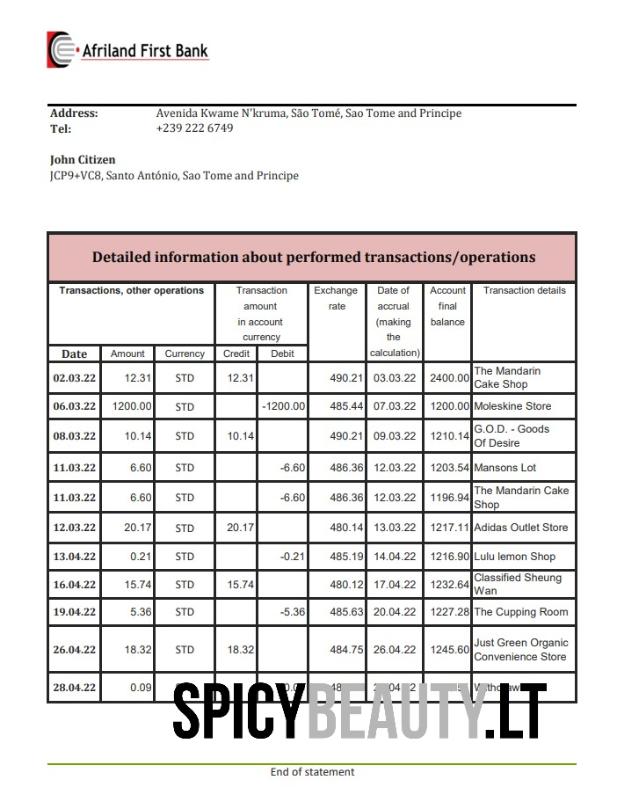 Afriland First Bank
Address: Avenida Kwame N'kruma, São Tomé, Sao Tome and Principe
Tel: +239 222 6749
John Citizen
JCP9+VC8, Santo António, Sao Tome and Principe
Detailed information about performed transactions/operations
Transactions, other operations Transaction amount in account currency Exchange rate Date of accrual (making the calculation) Account final balance Transaction details
Date Amount Currency Credit Debit
02.03.22 12.31 STD 12.31 490.21 03.03.22 2400.00 The Mandarin Cake Shop
06.03.22 1200.00 STD -1200.00 485.44 07.03.22 1200.00 Moleskine Store
08.03.22 10.14 STD 10.14 490.21 09.03.22 1210.14 G.O.D. - Goods Of Desire
11.03.22 6.60 STD -6.60 486.36 12.03.22 1203.54 Mansons Lot
11.03.22 6.60 STD -6.60 486.36 12.03.22 1196.94 The Mandarin Cake Shop
12.03.22 20.17 STD 20.17 480.14 13.03.22 1217.11 Adidas Outlet Store
13.04.22 0.21 STD -0.21 485.19 14.04.22 1216.90 Lulu lemon Shop
16.04.22 15.74 STD 15.74 480.12 17.04.22 1232.64 Classified Sheung Wan
19.04.22 5.36 STD -5.36 485.63 20.04.22 1227.28 The Cupping Room
26.04.22 18.32 STD 18.32 484.75 26.04.22 1245.60 Just Green Organic Convenience Store
28.04.22 0.09
SPICYBEAUTY.LT
End of statement